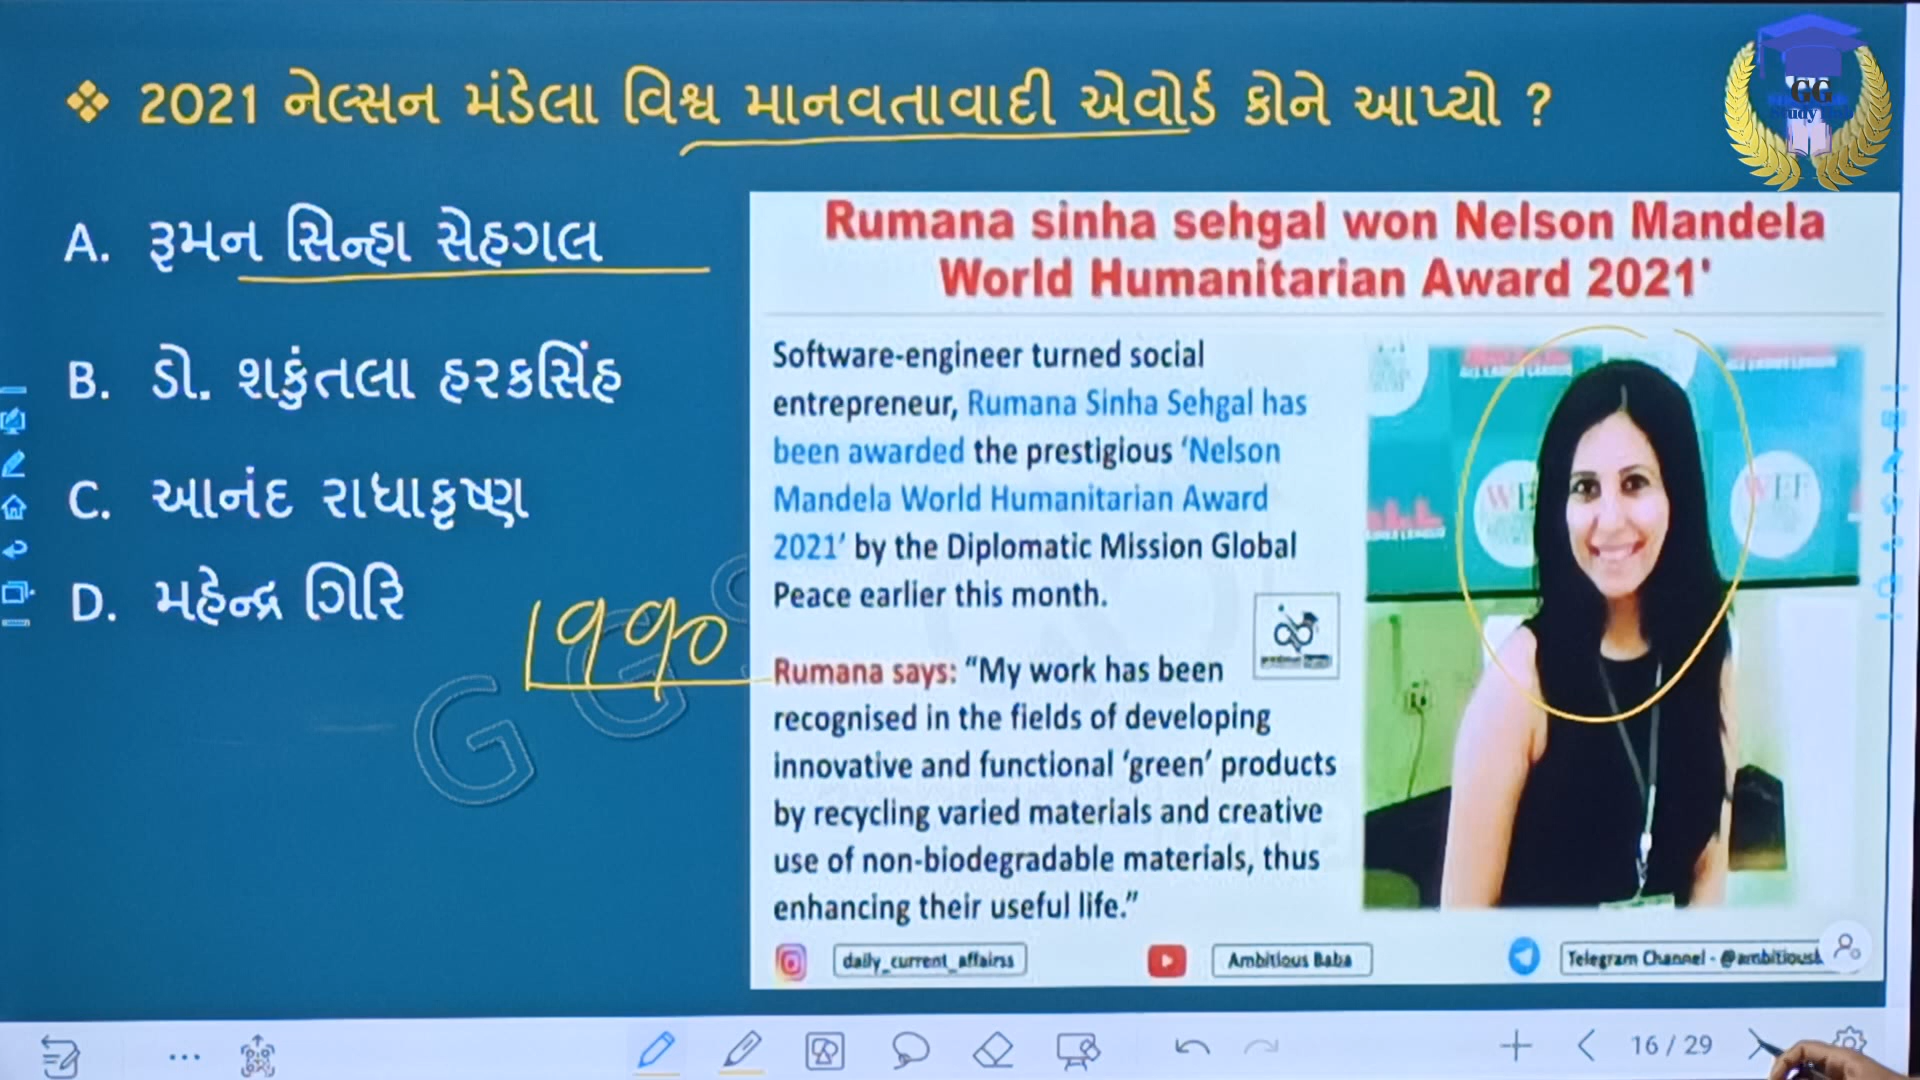 ❖ 2021 નેલ્સન મંડેલા વિશ્વ માનવતાવાદી એવોર્ડ કોને આપ્યો ?
GG
Study
A. રૂમન સિન્હા સેહગલ
B. ડો. શકુંતલા હરકસિંહ
C. આનંદ રાધાકૃષ્ણ
D. મહેન્દ્ર ગિરિ
1990
G G S
Rumana sinha sehgal won Nelson Mandela
World Humanitarian Award 2021'
Software-engineer turned social
entrepreneur, Rumana Sinha Sehgal has
been awarded the prestigious ‘Nelson
Mandela World Humanitarian Award
2021’ by the Diplomatic Mission Global
Peace earlier this month.
Rumana says: “My work has been
recognised in the fields of developing
innovative and functional ‘green’ products
by recycling varied materials and creative
use of non-biodegradable materials, thus
enhancing their useful life.”
WEF
daily_current_affairss
Ambitious Baba
Telegram Channel - @ambitious
16 / 29